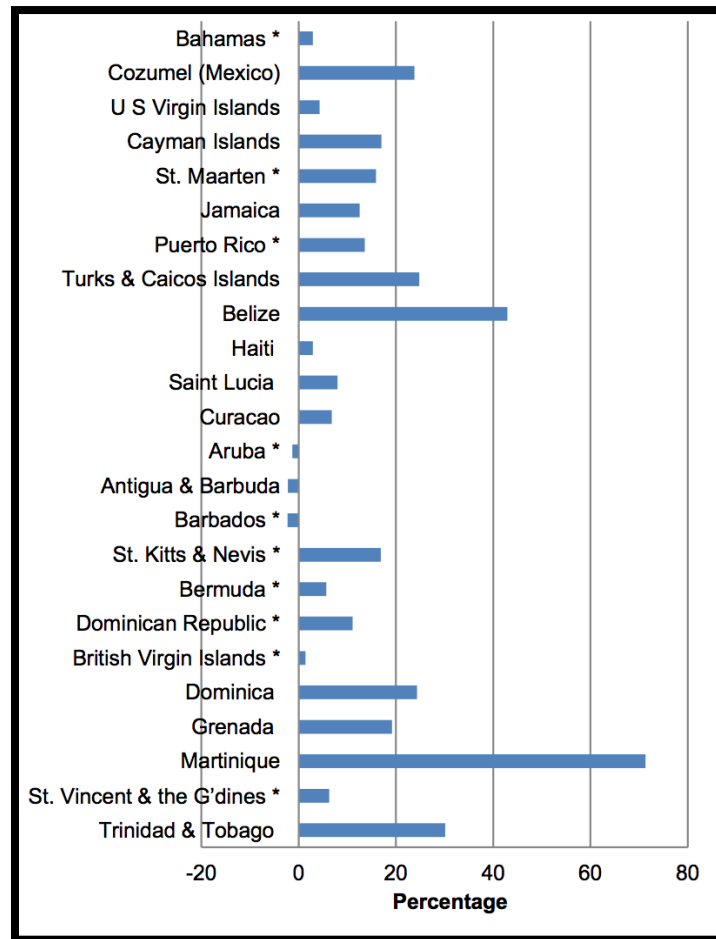 Bahamas *
Cozumel (Mexico)
U S Virgin Islands
Cayman Islands
St. Maarten *
Jamaica
Puerto Rico *
Turks & Caicos Islands
Belize
Haiti
Saint Lucia
Curacao
Aruba *
Antigua & Barbuda
Barbados *
St. Kitts & Nevis *
Bermuda *
Dominican Republic *
British Virgin Islands *
Dominica
Grenada
Martinique
St. Vincent & the G’dines *
Trinidad & Tobago
-20 0 20 40 60 80
Percentage